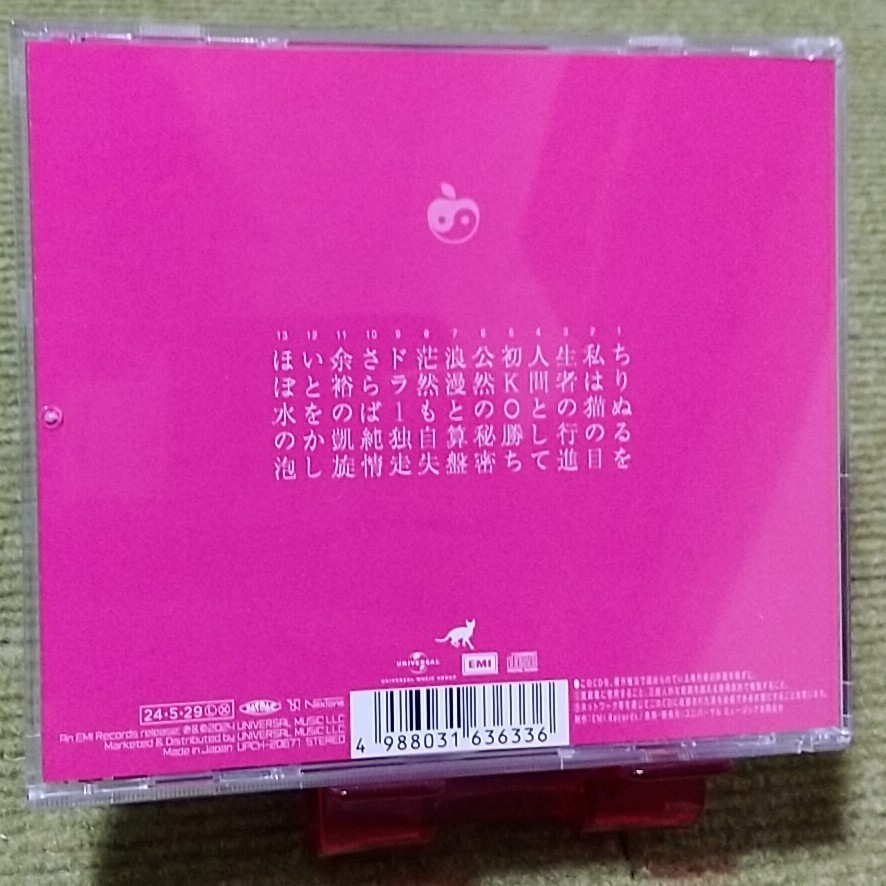 1
ちりぬるを
2
私は猫の目
3
生者の行進
4
人間として
5
初KO勝ち
6
公然の秘密
7
浪漫と算盤
8
茫然も自失
9
ドラ1独走
10
さらば純情
11
余裕の凱旋
12
いとをかし
13
ほぼ水の泡
UNIVERSAL
UNIVERSAL MUSIC GROUP
EMI
24・5・29
NexTone
An EMI Records release; ℗&©2024 UNIVERSAL MUSIC LLC
Marketed & Distributed by UNIVERSAL MUSIC LLC
Made in Japan UPCH-20671 STEREO
4 988031 636336